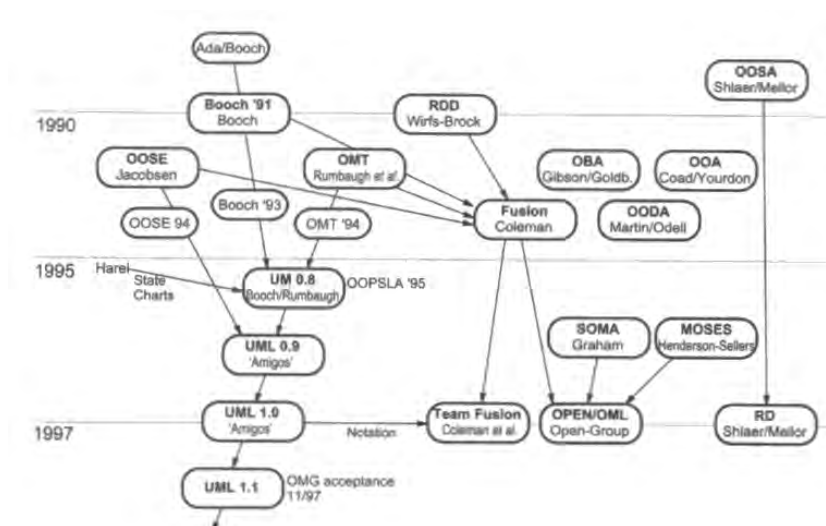 Ada/Booch
OOSA
Shlaer/Mellor
Booch '91
Booch
RDD
Wirfs-Brock
1990
OOSE
Jacobsen
OMT
Rumbaugh et al.
OBA
Gibson/Goldb.
OOA
Coad/Yourdon
Booch '93
OOSE 94
OMT '94
Fusion
Coleman
OODA
Martin/Odell
1995
Harel
State
Charts
UM 0.8
Booch/Rumbaugh
OOPSLA '95
UML 0.9
'Amigos'
SOMA
Graham
MOSES
Henderson-Sellers
1997
UML 1.0
'Amigos'
Notation
Team Fusion
Coleman et al.
OPEN/OML
Open-Group
RD
Shlaer/Mellor
UML 1.1
OMG acceptance
11/97